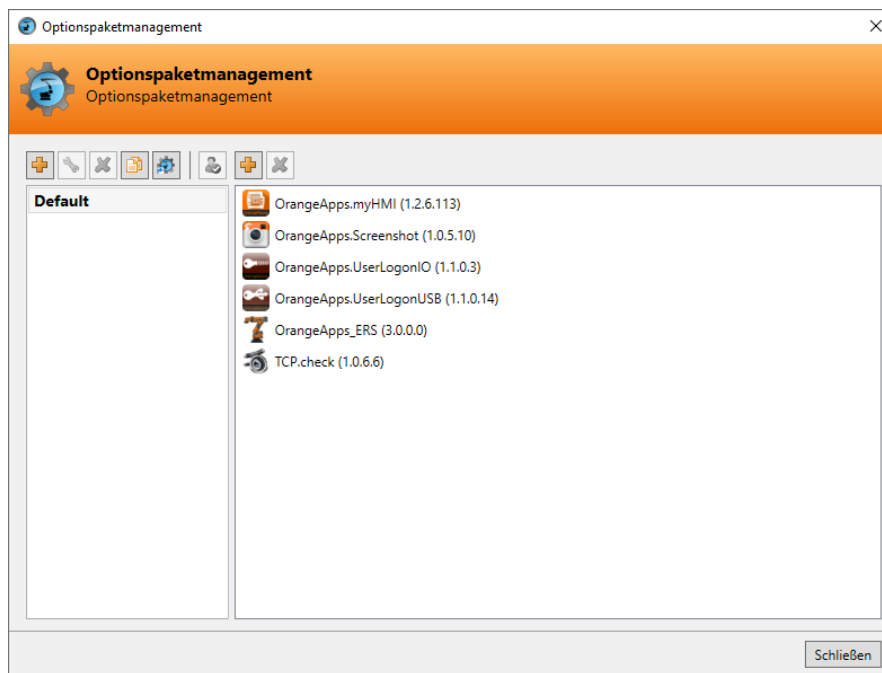 Optionspaketmanagement
Optionspaketmanagement
Optionspaketmanagement
Default
OrangeApps.myHMI (1.2.6.113)
OrangeApps.Screenshot (1.0.5.10)
OrangeApps.UserLogonIO (1.1.0.3)
OrangeApps.UserLogonUSB (1.1.0.14)
OrangeApps_ERS (3.0.0.0)
TCP.check (1.0.6.6)
Schließen